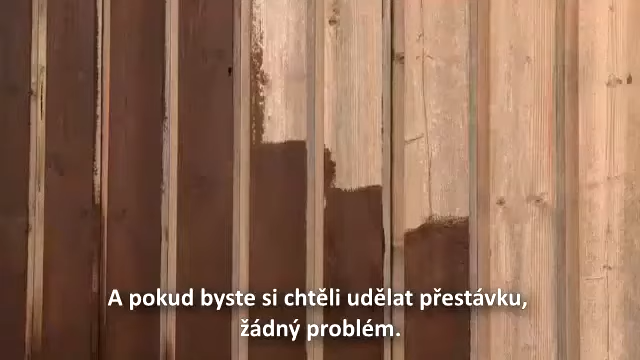 A pokud byste si chtěli udělat přestávku,
žádný problém.